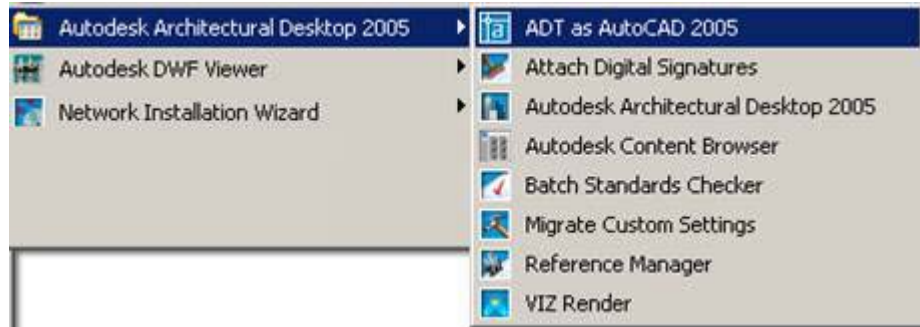 Autodesk Architectural Desktop 2005
Autodesk DWF Viewer
Network Installation Wizard
ADT as AutoCAD 2005
Attach Digital Signatures
Autodesk Architectural Desktop 2005
Autodesk Content Browser
Batch Standards Checker
Migrate Custom Settings
Reference Manager
VIZ Render